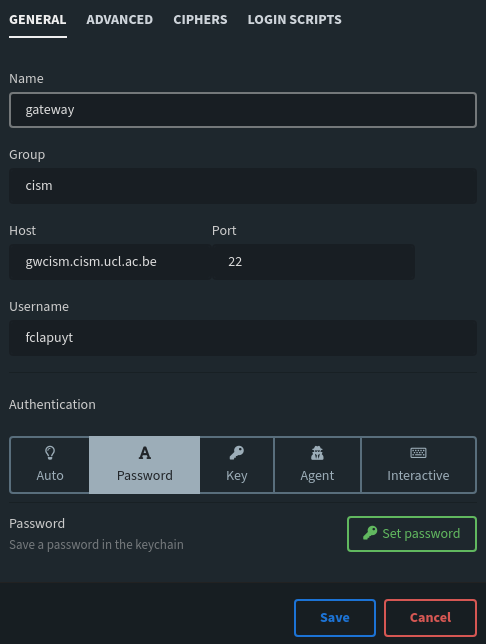 GENERAL ADVANCED CIPHERS LOGIN SCRIPTS
Name
gateway
Group
cism
Host Port
gwcism.cism.ucl.ac.be 22
Username
fclapuyt
Authentication
Auto Password Key Agent Interactive
Password
Save a password in the keychain
Set password
Save Cancel